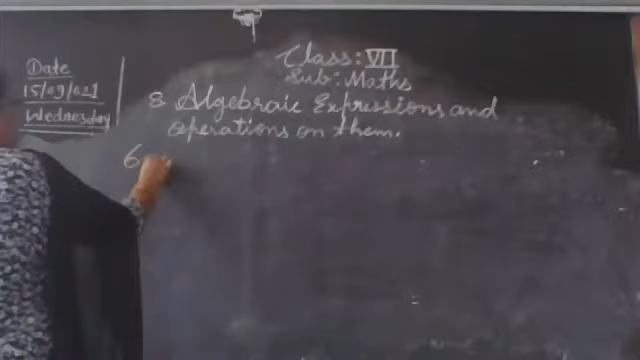 Class: VII
Sub: Maths
Date
15/09/021
Wednesday
8 Algebraic Expressions and
operations on them.
6